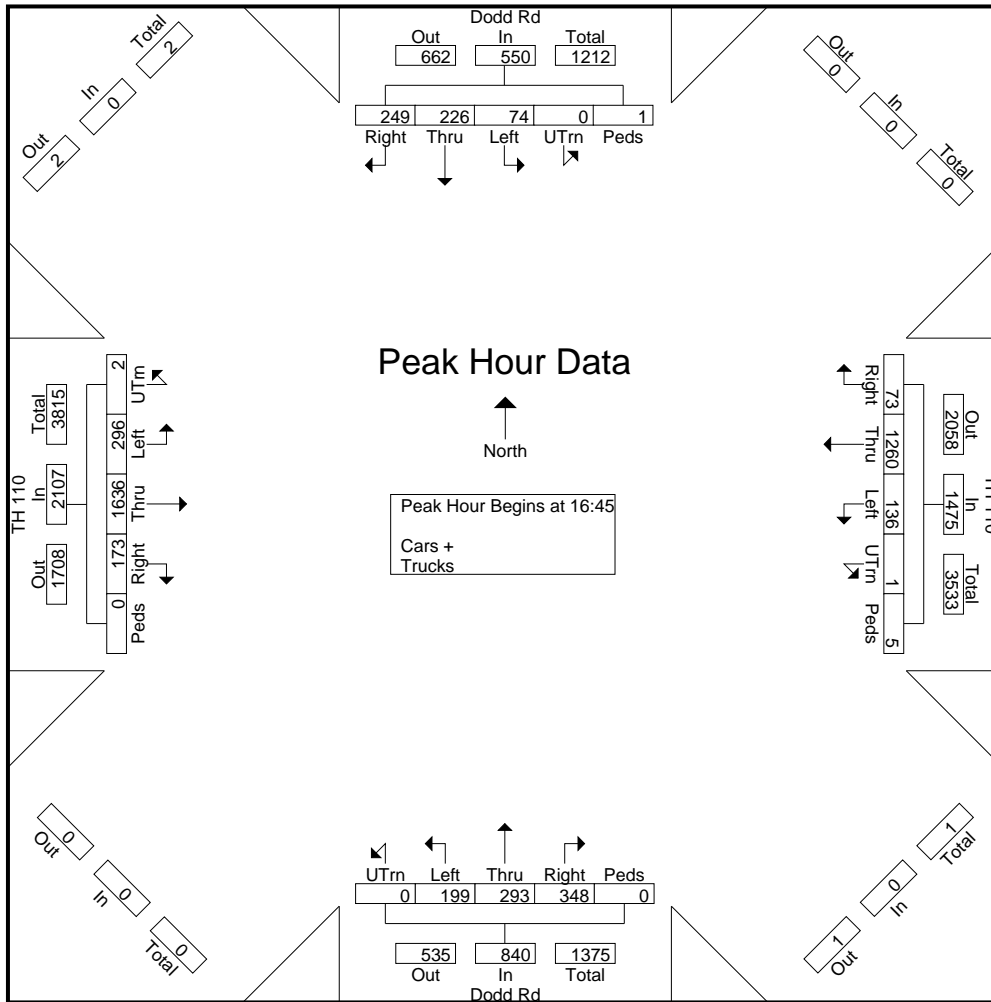 Dodd Rd
Out In Total
662 550 1212
249 226 74 0 1
Right Thru Left UTrn Peds
Total
2
In
0
Out
2
Out
0
In
0
Total
0
Peak Hour Data
North
Peak Hour Begins at 16:45
Cars +
Trucks
TH 110
Total In Out
3815 2107 1708
2 296 1636 173 0
UTrn Left Thru Right Peds
Right Thru Left UTrn Peds
73 1260 136 1 5
Out In Total
2058 1475 3533
TH 110
UTrn Left Thru Right Peds
0 199 293 348 0
535 840 1375
Out In Total
Dodd Rd
0
Out
0
In
0
Total
1
Total
0
In
1
Out